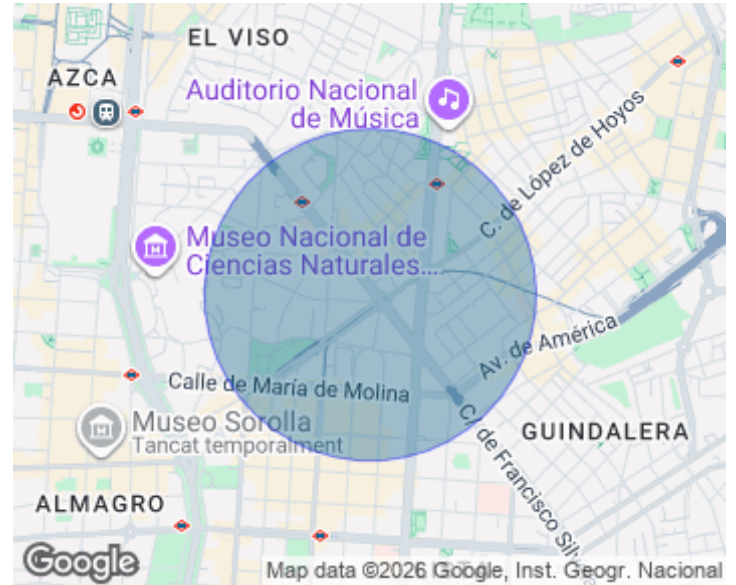 EL VISO
AZCA
Auditorio Nacional
de Música
C. de López de Hoyos
Museo Nacional de
Ciencias Naturales...
Av. de América
Calle de María de Molina
Museo Sorolla
Tancat temporalment
C. de Francisco Silv
GUINDALERA
ALMAGRO
Google
Map data ©2026 Google, Inst. Geogr. Nacional